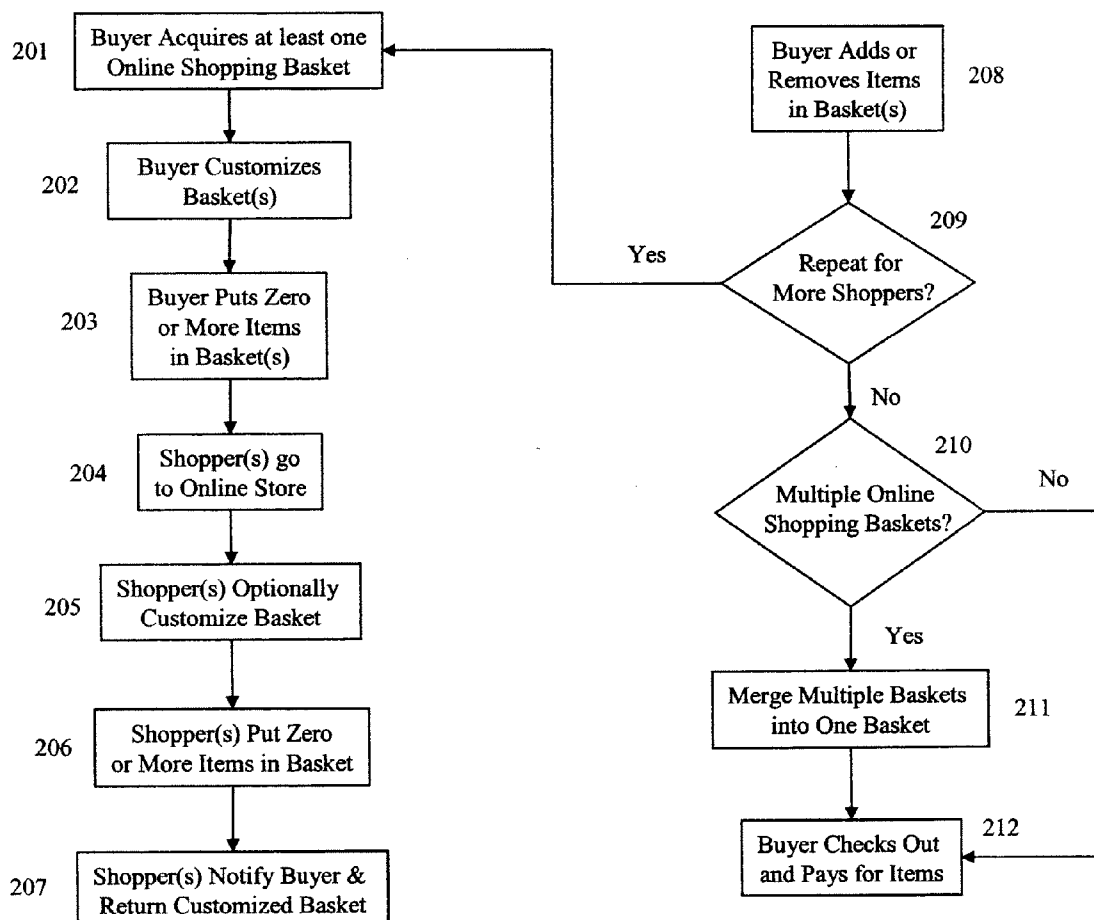 201
Buyer Acquires at least one
Online Shopping Basket
202
Buyer Customizes
Basket(s)
203
Buyer Puts Zero
or More Items
in Basket(s)
204
Shopper(s) go
to Online Store
205
Shopper(s) Optionally
Customize Basket
206
Shopper(s) Put Zero
or More Items in Basket
207
Shopper(s) Notify Buyer &
Return Customized Basket
Buyer Adds or
Removes Items
in Basket(s)
208
209
Repeat for
More Shoppers?
Yes
No
210
Multiple Online
Shopping Baskets?
No
Yes
Merge Multiple Baskets
into One Basket
211
Buyer Checks Out
and Pays for Items
212